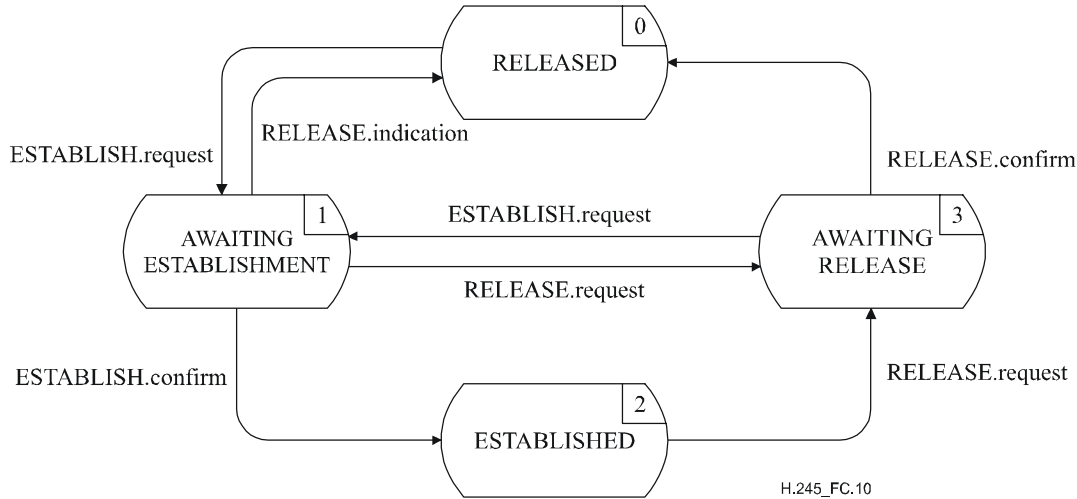 0
RELEASED
RELEASE.indication
ESTABLISH.request
RELEASE.confirm
1
AWAITING
ESTABLISHMENT
ESTABLISH.request
RELEASE.request
3
AWAITING
RELEASE
ESTABLISH.confirm
RELEASE.request
2
ESTABLISHED
H.245_FC.10